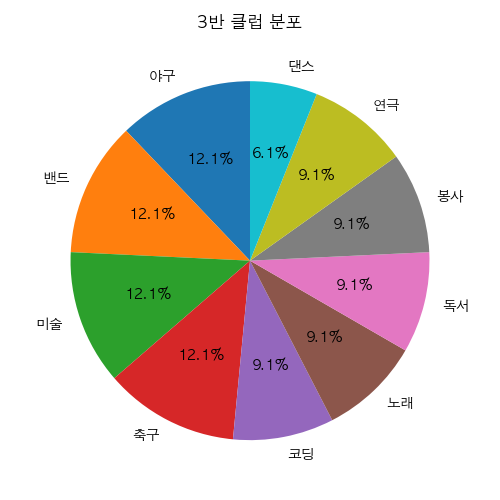 3반 클럽 분포
야구
12.1%
밴드
12.1%
미술
12.1%
축구
12.1%
코딩
9.1%
노래
9.1%
독서
9.1%
봉사
9.1%
연극
9.1%
댄스
6.1%